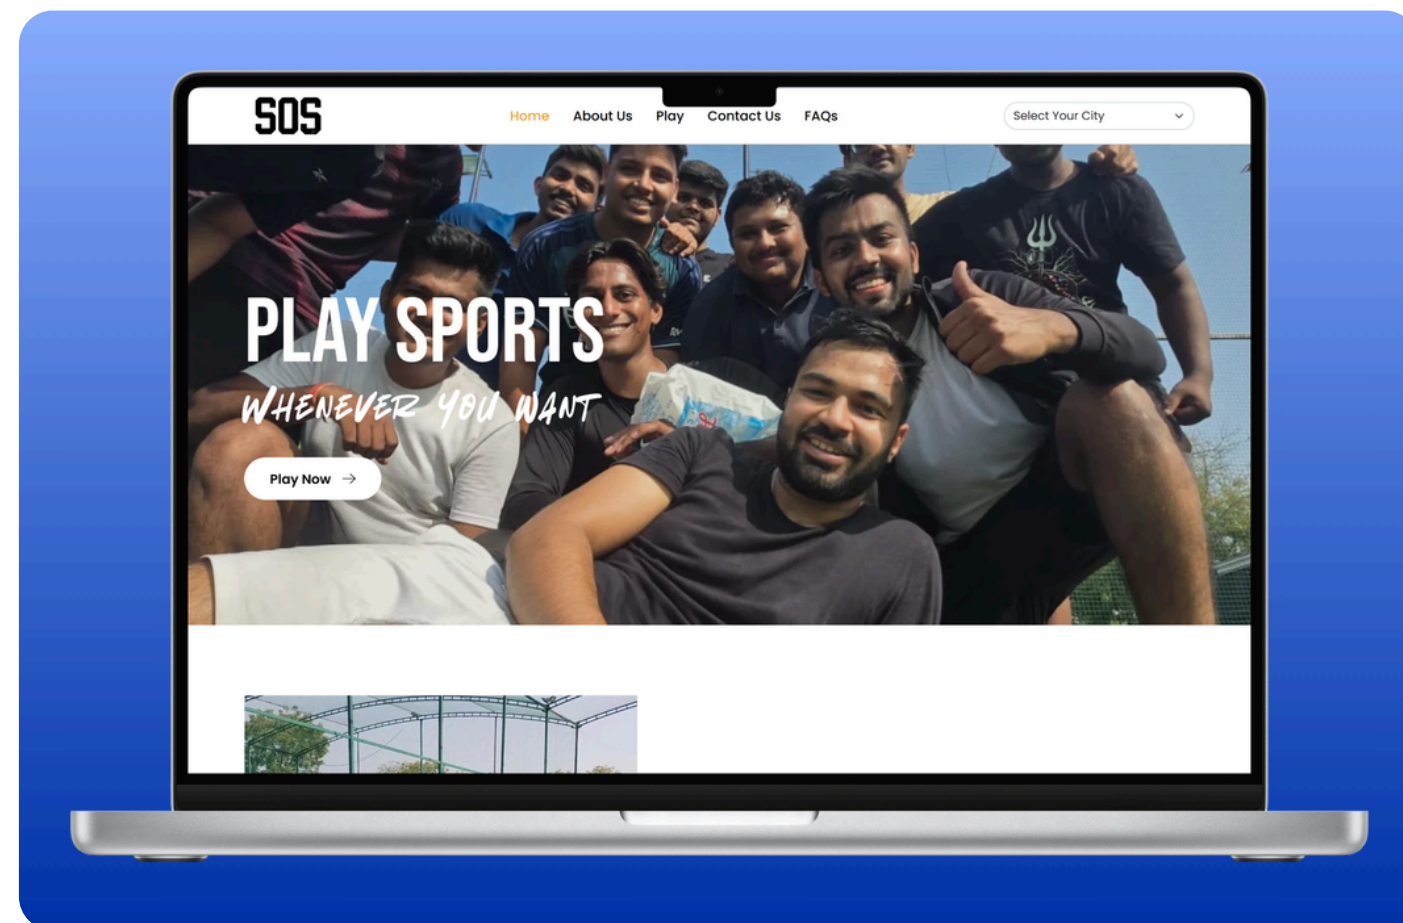 SOS
Home About Us Play Contact Us FAQs
Select Your City
PLAY SPORTS
WHENEVER YOU WANT
Play Now